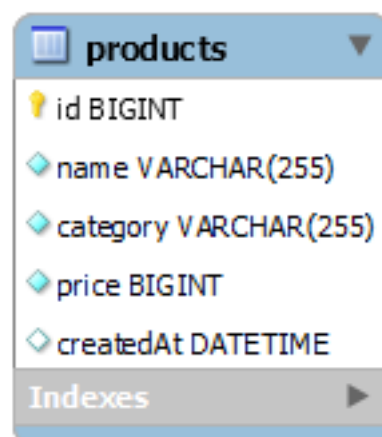 products
id BIGINT
name VARCHAR(255)
category VARCHAR(255)
price BIGINT
createdAt DATETIME
Indexes